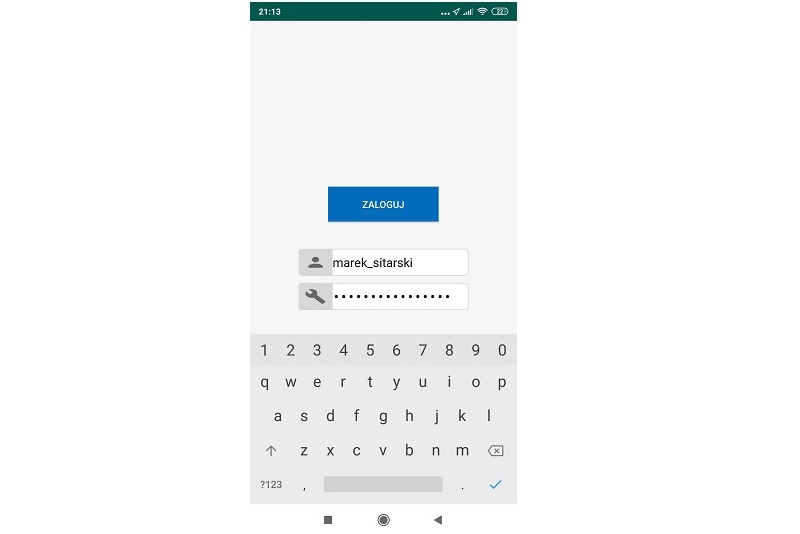 21:13
22
ZALOGUJ
marek_sitarski
••••••••••••••••
1 2 3 4 5 6 7 8 9 0
q w e r t y u i o p
a s d f g h j k l
z x c v b n m
?123 , .